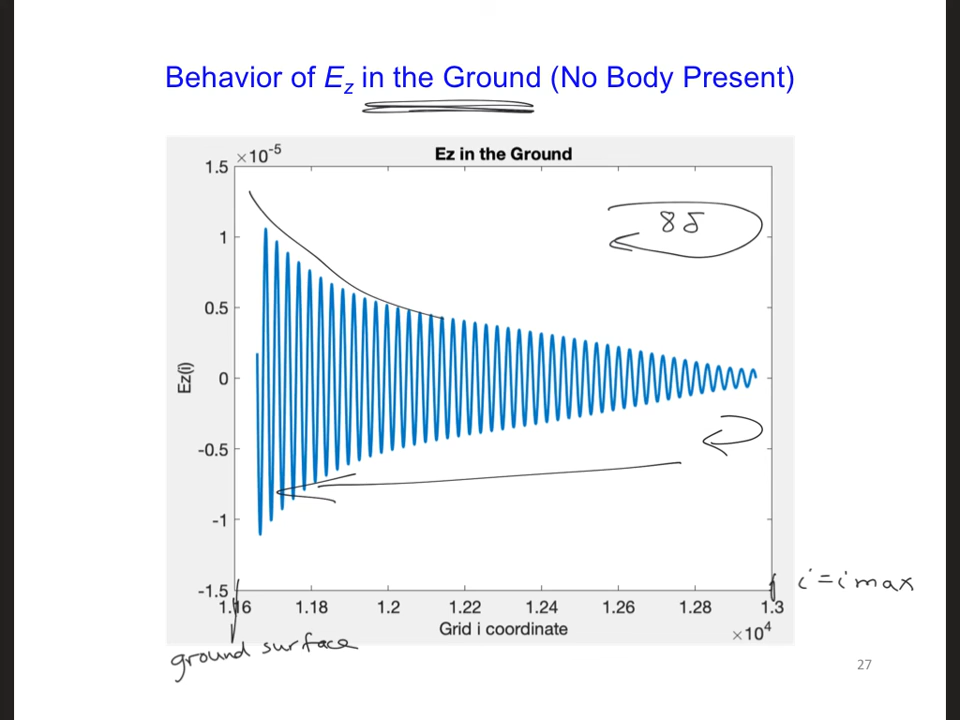 Behavior of Ez in the Ground (No Body Present)
×10-5
Ez in the Ground
1.5
1
0.5
0
-0.5
-1
-1.5
Ez(i)
8δ
1.16 1.18 1.2 1.22 1.24 1.26 1.28 1.3
Grid i coordinate
×104
i = i max
ground surface
27